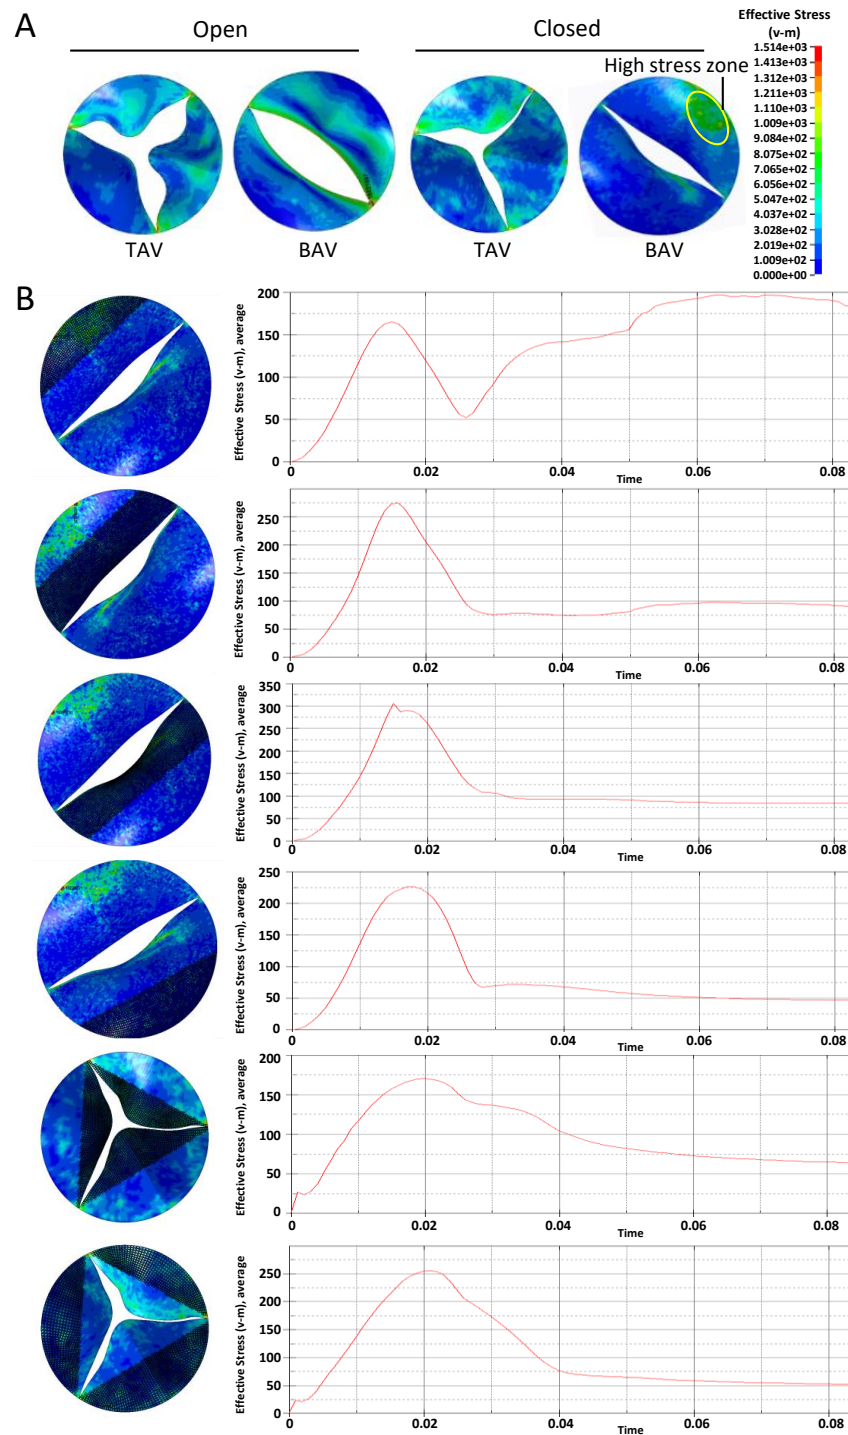 A
Open
Closed
Effective Stress
(v-m)
High stress zone
1.514e+03
1.413e+03
1.312e+03
1.211e+03
1.110e+03
1.009e+03
9.084e+02
8.075e+02
7.065e+02
6.056e+02
5.047e+02
4.037e+02
3.028e+02
2.019e+02
1.009e+02
0.000e+00
TAV
BAV
TAV
BAV
B
Effective Stress (v-m), average
200
150
100
50
0
0
0.02
0.04
0.06
0.08
Time
Effective Stress (v-m), average
250
200
150
100
50
0
0
0.02
0.04
0.06
0.08
Time
Effective Stress (v-m), average
350
300
250
200
150
100
50
0
0
0.02
0.04
0.06
0.08
Time
Effective Stress (v-m), average
250
200
150
100
50
0
0
0.02
0.04
0.06
0.08
Time
Effective Stress (v-m), average
200
150
100
50
0
0
0.02
0.04
0.06
0.08
Time
Effective Stress (v-m), average
250
200
150
100
50
0
0
0.02
0.04
0.06
0.08
Time